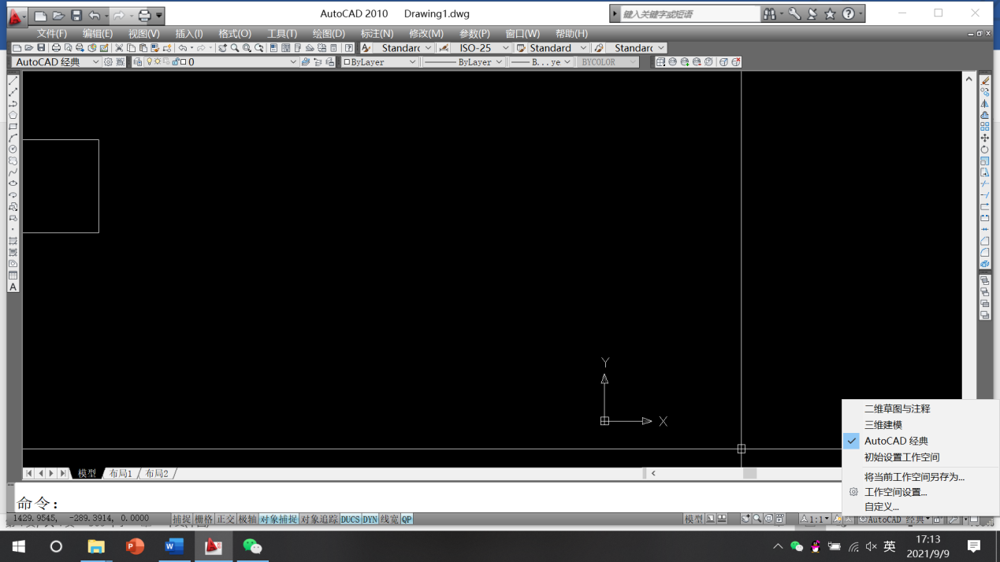 AutoCAD 2010 Drawing1.dwg
键入关键字或短语
文件(F) 编辑(E) 视图(V) 插入(I) 格式(O) 工具(T) 绘图(D) 标注(N) 修改(M) 参数(P) 窗口(W) 帮助(H)
Standarc ISO-25 Standard Standarc
AutoCAD 经典 0 ByLayer ByLayer B...ye BYCOLOR
A
Y
X
二维草图与注释
三维建模
AutoCAD 经典
初始设置工作空间
将当前工作空间另存为...
工作空间设置...
自定义...
模型 布局1 布局2
命令:
1429.9545, -289.3914, 0.0000 捕捉 栅格 正交 极轴 对象捕捉 对象追踪 DUCS DYN 线宽 QP 模型 1:1 AutoCAD 经典
英
17:13
2021/9/9